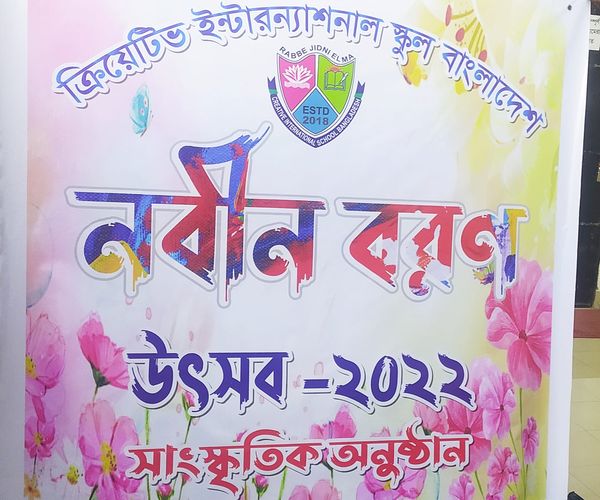 ক্রিয়েটিভ ইন্টারন্যাশনাল স্কুল বাংলাদেশ
RABBE JIDNI ELMA
ESTD
2018
CREATIVE INTERNATIONAL SCHOOL BANGLADESH
নবীন বরণ
উৎসব -২০২২
সাংস্কৃতিক অনুষ্ঠান